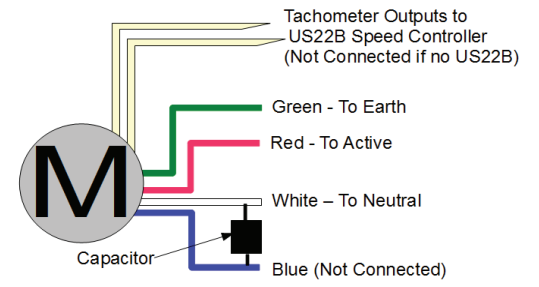 Tachometer Outputs to
US22B Speed Controller
(Not Connected if no US22B)
Green - To Earth
Red - To Active
M
White – To Neutral
Capacitor
Blue (Not Connected)